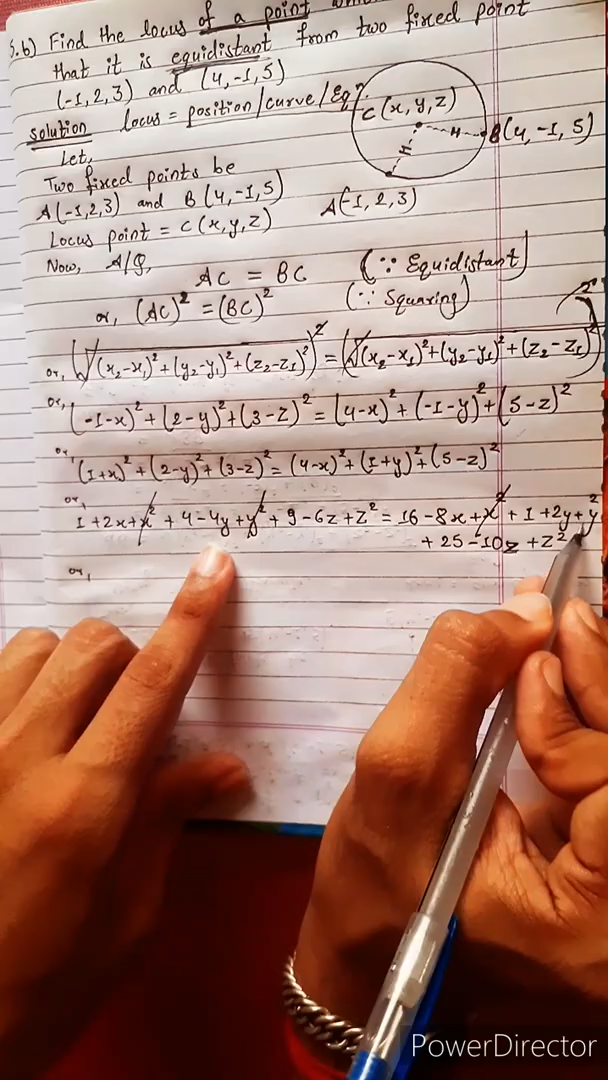 5.b) Find the locus of a point
that it is equidistant from two fixed point
(-1,2,3) and (4,-1,5)
solution locus = position/curve/Eqn
C(x,y,z)
B(4,-1,5)
Let,
Two fixed points be
A(-1,2,3) and B(4,-1,5)
A(-1,2,3)
Locus point = C(x,y,z)
Now, A/Q,
AC = BC (∵ Equidistant)
or, (AC)² = (BC)² (∵ Squaring)
or, (√(x₂-x₁)²+(y₂-y₁)²+(z₂-z₁)²)² = (√(x₂-x₁)²+(y₂-y₁)²+(z₂-z₁)²)²
or, (-1-x)²+(2-y)²+(3-z)² = (4-x)²+(-1-y)²+(5-z)²
or, (1+x)²+(2-y)²+(3-z)² = (4-x)²+(1+y)²+(5-z)²
or,
1+2x+x²+4-4y+y²+9-6z+z² = 16-8x+x²+1+2y+y²
+25-10z+z²
or,
PowerDirector